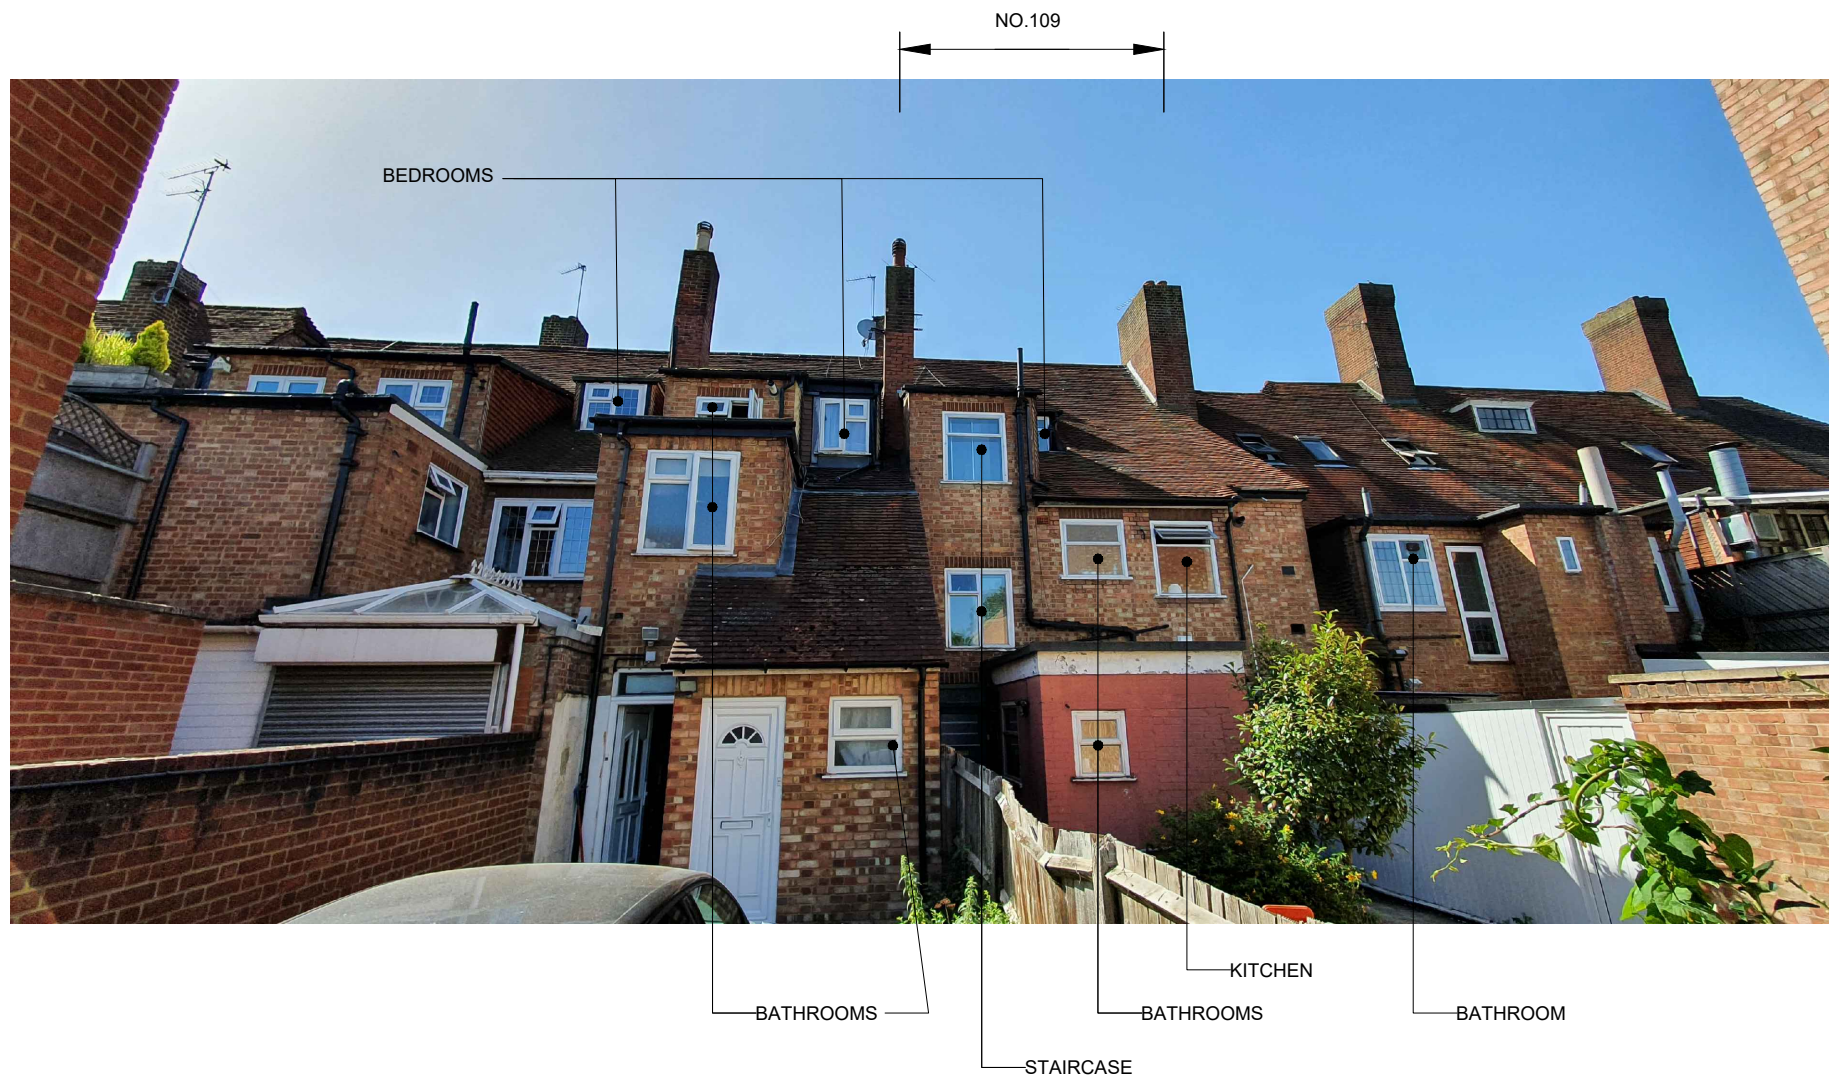 NO.109
BEDROOMS
KITCHEN
BATHROOMS
BATHROOMS
BATHROOM
STAIRCASE